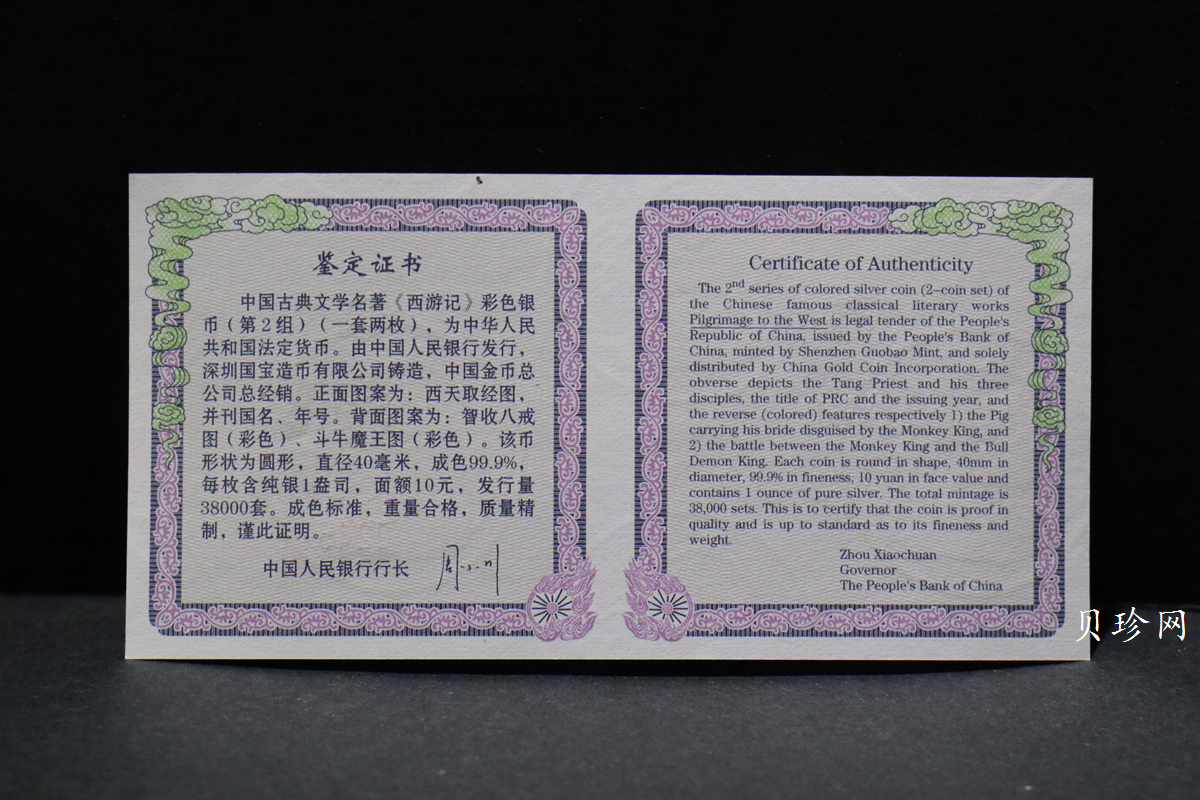 鉴定证书
中国古典文学名著《西游记》彩色银
币（第2组）（一套两枚），为中华人民
共和国法定货币。由中国人民银行发行，
深圳国宝造币有限公司铸造，中国金币总
公司总经销。正面图案为：西天取经图，
并刊国名、年号。背面图案为：智收八戒
图（彩色）、斗牛魔王图（彩色）。该币
形状为圆形，直径40毫米，成色99.9%，
每枚含纯银1盎司，面额10元，发行量
38000套。成色标准，重量合格，质量精
制，谨此证明。
中国人民银行行长 周小川
Certificate of Authenticity
The 2nd series of colored silver coin (2-coin set) of
the Chinese famous classical literary works
Pilgrimage to the West is legal tender of the People's
Republic of China, issued by the People's Bank of
China, minted by Shenzhen Guobao Mint, and solely
distributed by China Gold Coin Incorporation. The
obverse depicts the Tang Priest and his three
disciples, the title of PRC and the issuing year, and
the reverse (colored) features respectively 1) the Pig
carrying his bride disguised by the Monkey King, and
2) the battle between the Monkey King and the Bull
Demon King. Each coin is round in shape, 40mm in
diameter, 99.9% in fineness, 10 yuan in face value and
contains 1 ounce of pure silver. The total mintage is
38,000 sets. This is to certify that the coin is proof in
quality and is up to standard as to its fineness and
weight.
Zhou Xiaochuan
Governor
The People's Bank of China
贝珍网